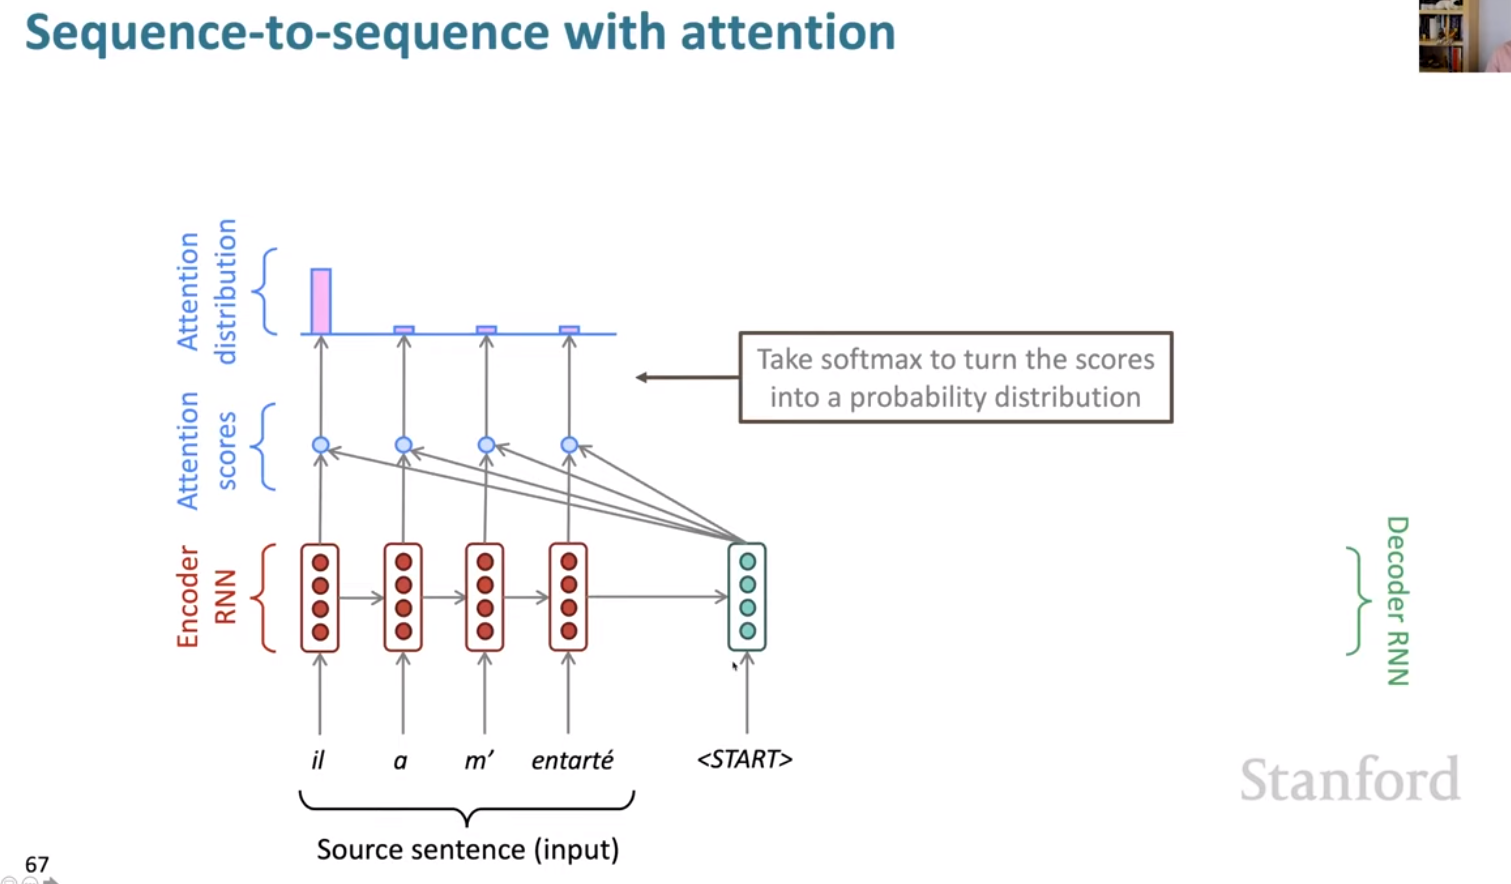 Sequence-to-sequence with attention
Attention
distribution
Take softmax to turn the scores
into a probability distribution
Attention
scores
Encoder
RNN
Decoder RNN
il a m' entarté <START>
Source sentence (input)
Stanford
67